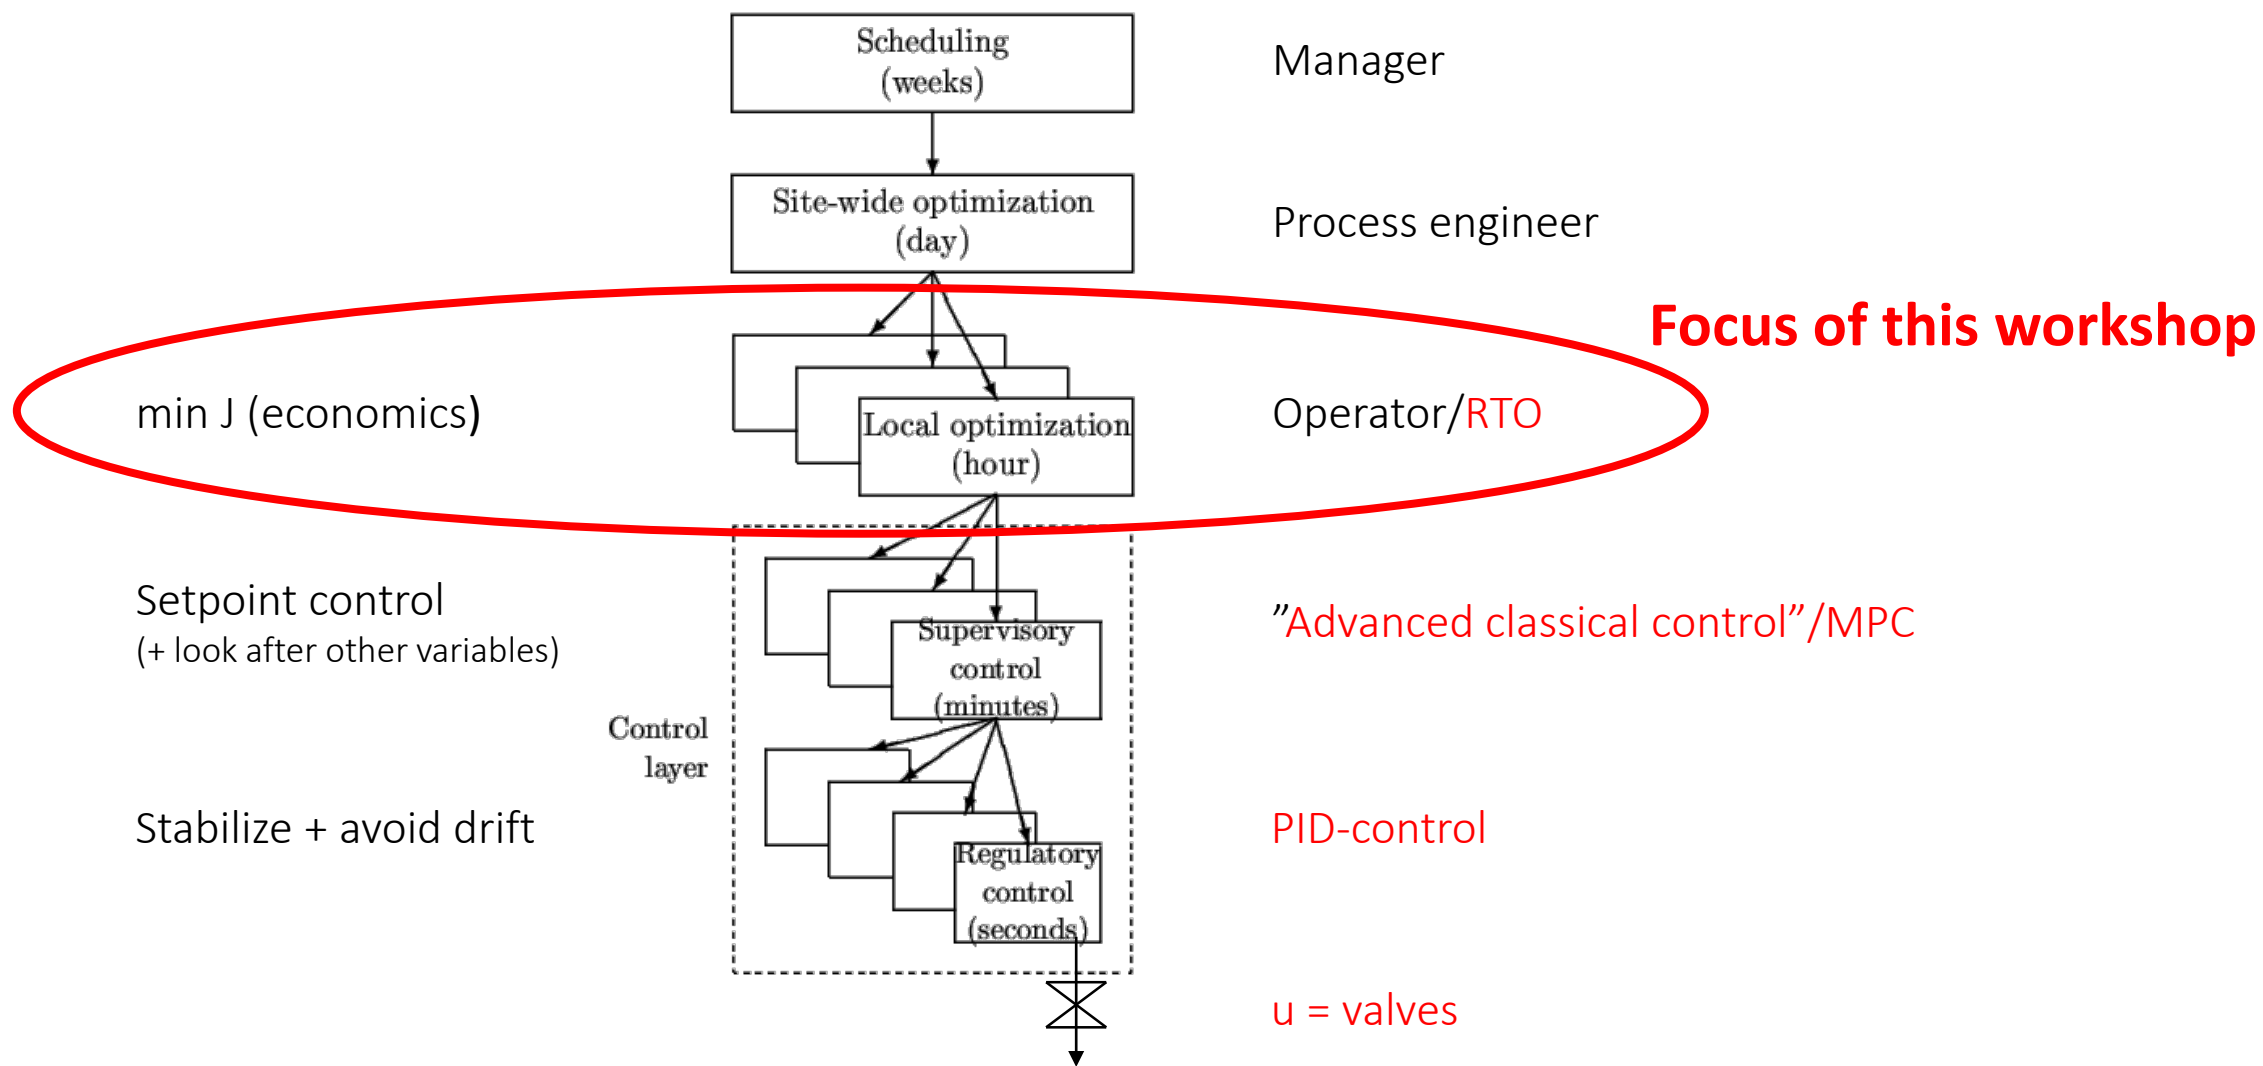 Scheduling
(weeks)
Manager
Site-wide optimization
(day)
Process engineer
Focus of this workshop
min J (economics)
Local optimization
(hour)
Operator/RTO
Setpoint control
(+ look after other variables)
Supervisory
control
(minutes)
”Advanced classical control”/MPC
Control
layer
Stabilize + avoid drift
Regulatory
control
(seconds)
PID-control
u = valves